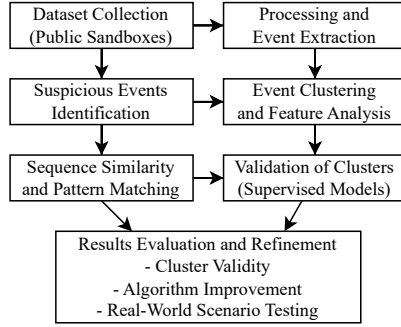 Dataset Collection
(Public Sandboxes)
Processing and
Event Extraction
Suspicious Events
Identification
Event Clustering
and Feature Analysis
Sequence Similarity
and Pattern Matching
Validation of Clusters
(Supervised Models)
Results Evaluation and Refinement
- Cluster Validity
- Algorithm Improvement
- Real-World Scenario Testing